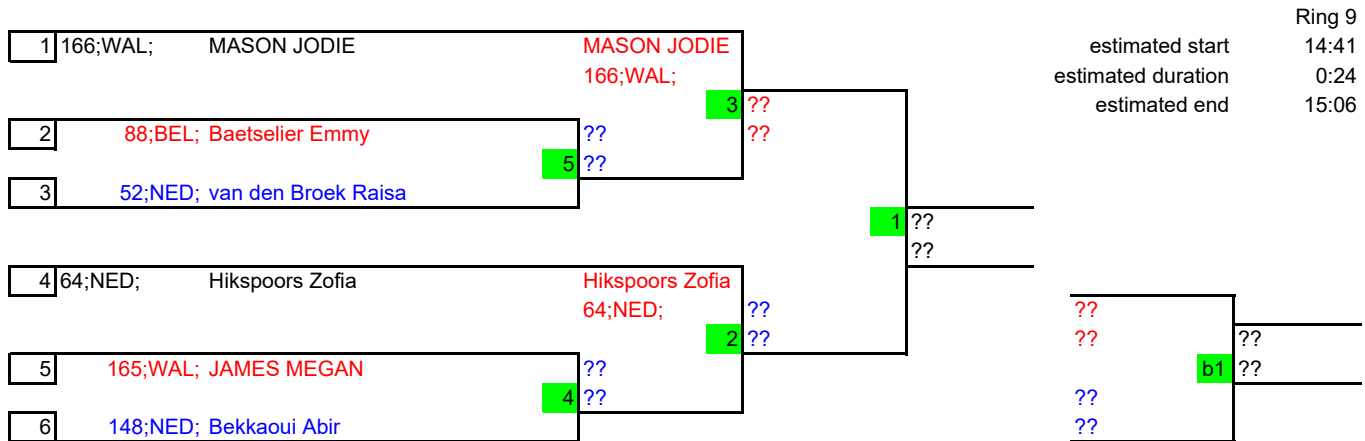 Ring 9
1 166;WAL; MASON JODIE MASON JODIE estimated start 14:41
166;WAL; estimated duration 0:24
3 ?? estimated end 15:06
2 88;BEL; Baetselier Emmy ?? ??
5 ??
3 52;NED; van den Broek Raisa
1 ??
??
4 64;NED; Hikspoors Zofia Hikspoors Zofia
64;NED; ?? ??
2 ?? ?? ??
5 165;WAL; JAMES MEGAN ?? b1 ??
4 ?? ??
6 148;NED; Bekkaoui Abir ??